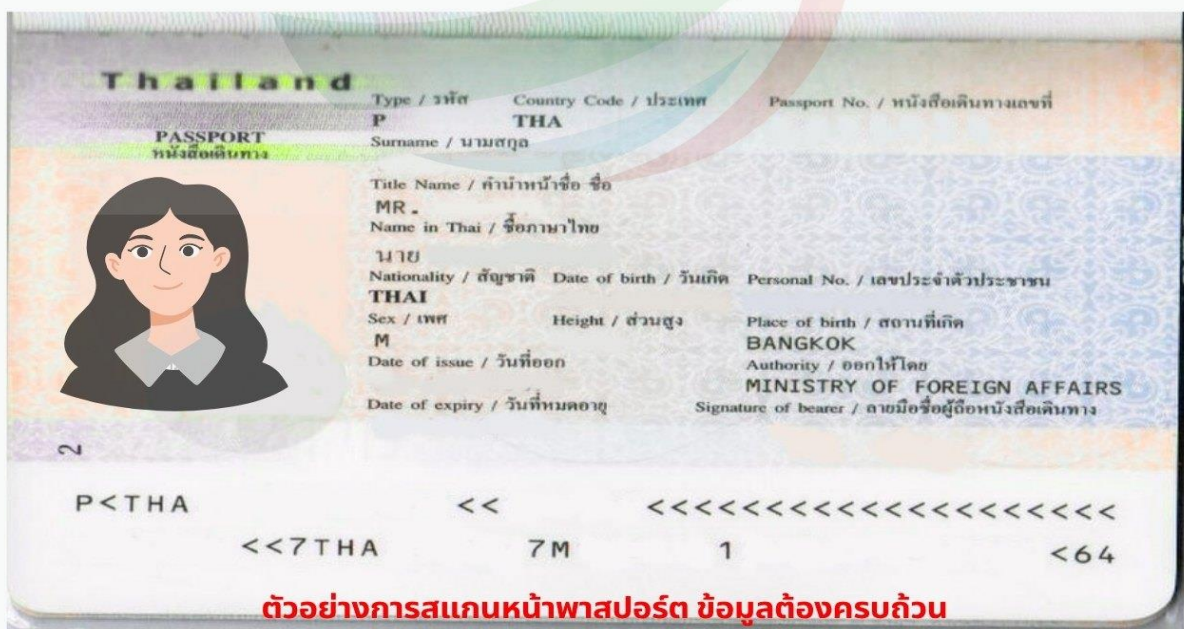 Thailand
PASSPORT
หนังสือเดินทาง
Type / รหัส Country Code / ประเทศ Passport No. / หนังสือเดินทางเลขที่
P THA
Surname / นามสกุล
Title Name / คำนำหน้าชื่อ ชื่อ
MR.
Name in Thai / ชื่อภาษาไทย
นาย
Nationality / สัญชาติ Date of birth / วันเกิด Personal No. / เลขประจำตัวประชาชน
THAI
Sex / เพศ Height / ส่วนสูง Place of birth / สถานที่เกิด
M BANGKOK
Date of issue / วันที่ออก Authority / ออกให้โดย
MINISTRY OF FOREIGN AFFAIRS
Date of expiry / วันที่หมดอายุ Signature of bearer / ลายมือชื่อผู้ถือหนังสือเดินทาง
2
P<THA << <<<<<<<<<<<<<<<<<<<<<
<<7THA 7M 1 <64
ตัวอย่างการสแกนหน้าพาสปอร์ต ข้อมูลต้องครบถ้วน